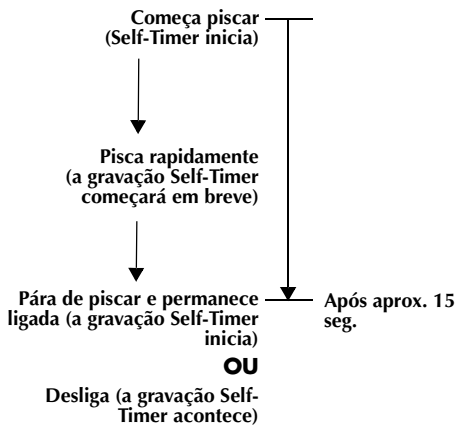 Começa piscar
(Self-Timer inicia)
Pisca rapidamente
(a gravação Self-Timer
começará em breve)
Pára de piscar e permanece
ligada (a gravação Self-Timer
inicia)
Após aprox. 15
seg.
OU
Desliga (a gravação Self-
Timer acontece)